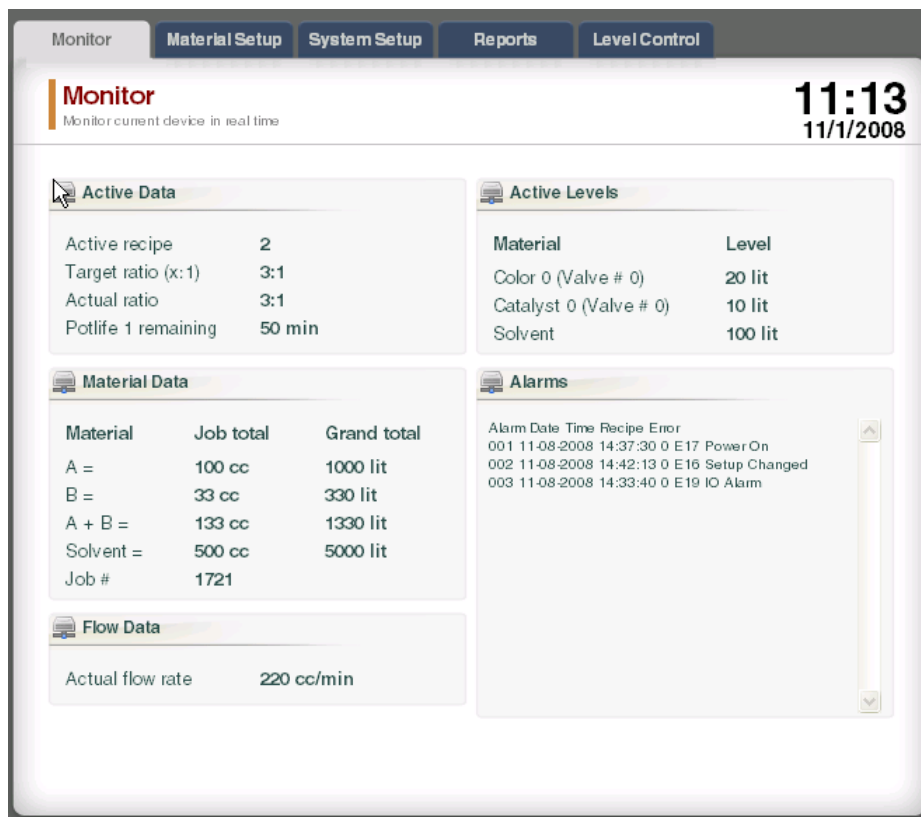 Monitor Material Setup System Setup Reports Level Control
Monitor
Monitor current device in real time
11:13
11/1/2008
Active Data
Active recipe 2
Target ratio (x:1) 3:1
Actual ratio 3:1
Potlife 1 remaining 50 min
Active Levels
Material Level
Color 0 (Valve # 0) 20 lit
Catalyst 0 (Valve # 0) 10 lit
Solvent 100 lit
Material Data
Material Job total Grand total
A = 100 cc 1000 lit
B = 33 cc 330 lit
A + B = 133 cc 1330 lit
Solvent = 500 cc 5000 lit
Job # 1721
Alarms
Alarm Date Time Recipe Error
001 11-08-2008 14:37:30 0 E17 Power On
002 11-08-2008 14:42:13 0 E16 Setup Changed
003 11-08-2008 14:33:40 0 E19 IO Alarm
Flow Data
Actual flow rate 220 cc/min